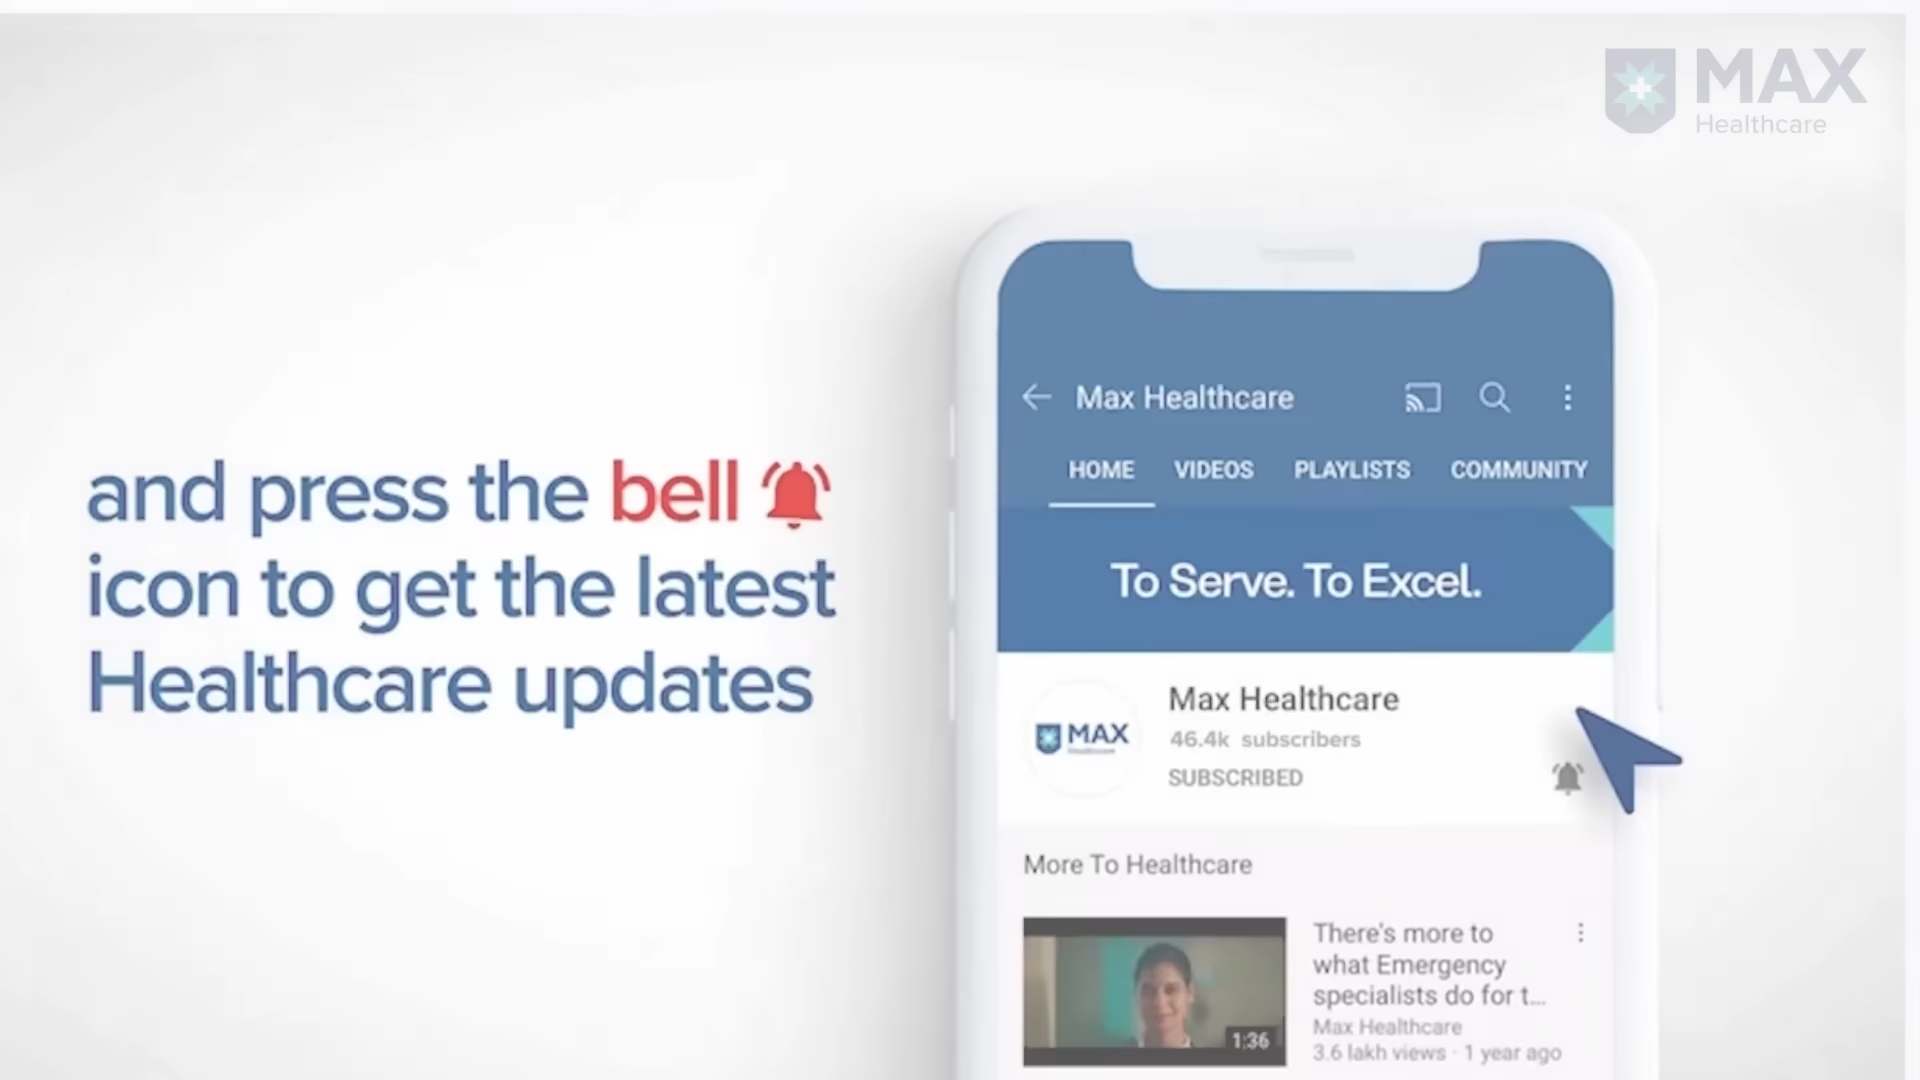 MAX
Healthcare
and press the bell
icon to get the latest
Healthcare updates
Max Healthcare
HOME VIDEOS PLAYLISTS COMMUNITY
To Serve. To Excel.
MAX
Max Healthcare
46.4k subscribers
SUBSCRIBED
More To Healthcare
1:36
There's more to
what Emergency
specialists do for t...
Max Healthcare
3.6 lakh views · 1 year ago